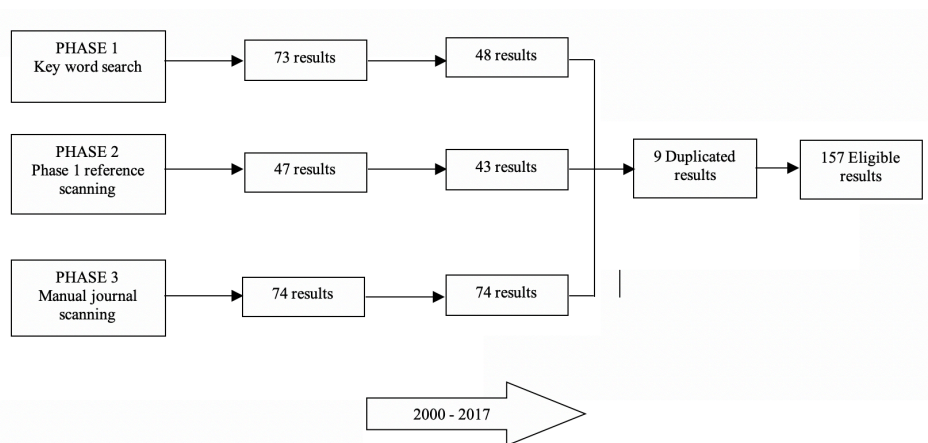 PHASE 1
Key word search
73 results
48 results
PHASE 2
Phase 1 reference
scanning
47 results
43 results
9 Duplicated
results
157 Eligible
results
PHASE 3
Manual journal
scanning
74 results
74 results
2000 - 2017